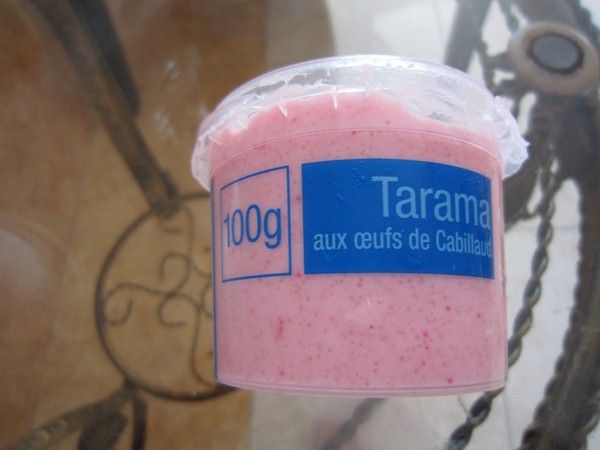 100g
Tarama
aux œufs de Cabillaud